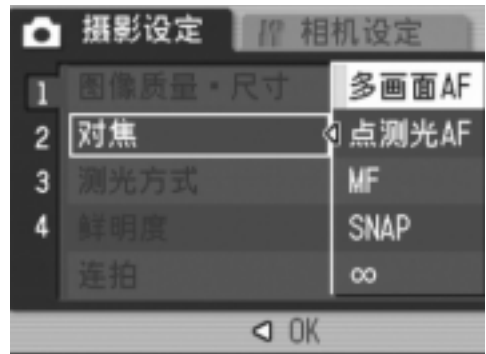 摄影设定 相机设定
1 图像质量・尺寸 多画面AF
2 对焦 点测光AF
3 测光方式 MF
4 鲜明度 SNAP
连拍 ∞
OK